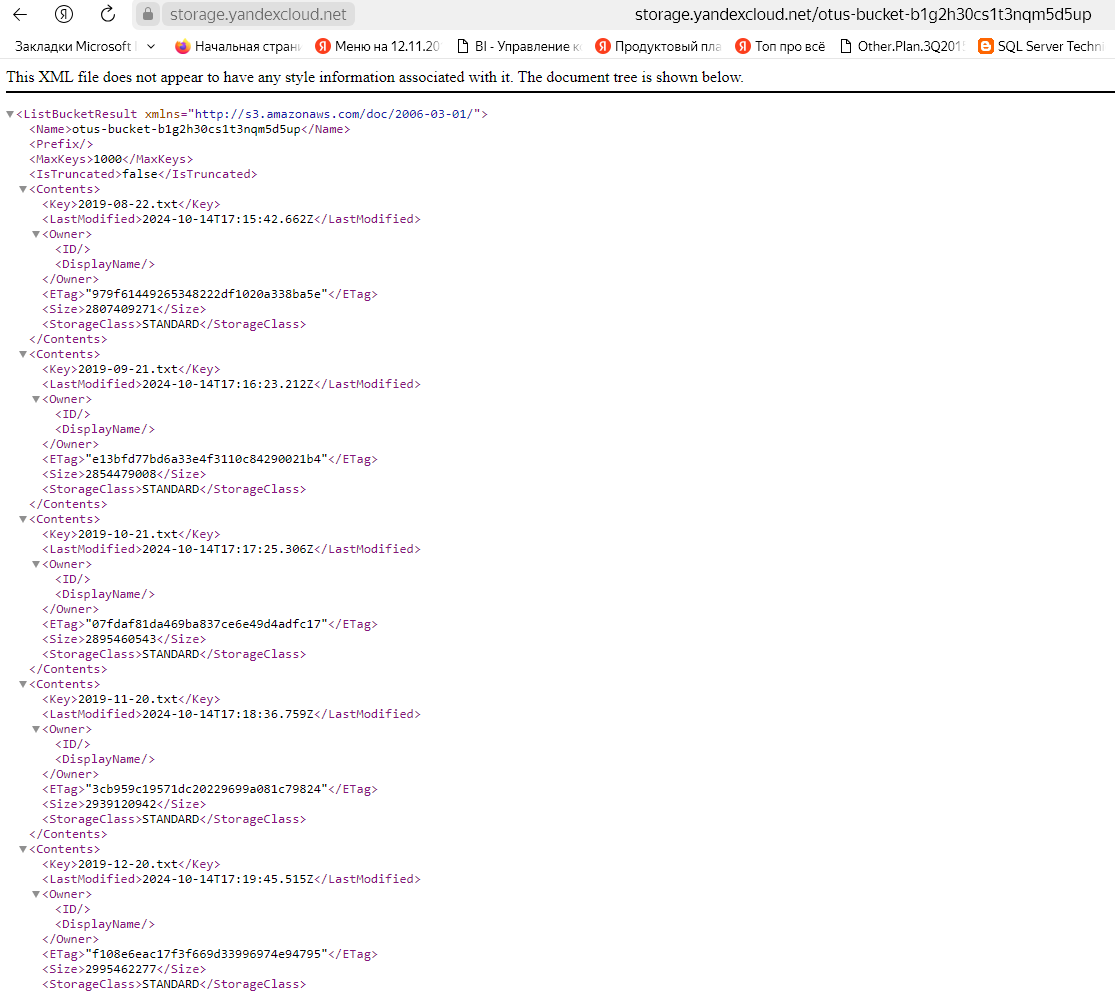 storage.yandexcloud.net
storage.yandexcloud.net/otus-bucket-b1g2h30cs1t3nqm5d5up
Закладки Microsoft
Начальная страни
Меню на 12.11.20
BI - Управление к
Продуктовый пла
Топ про всё
Other.Plan.3Q201
SQL Server Techni
This XML file does not appear to have any style information associated with it. The document tree is shown below.
<ListBucketResult xmlns="http://s3.amazonaws.com/doc/2006-03-01/">
<Name>otus-bucket-b1g2h30cs1t3nqm5d5up</Name>
<Prefix/>
<MaxKeys>1000</MaxKeys>
<IsTruncated>false</IsTruncated>
<Contents>
<Key>2019-08-22.txt</Key>
<LastModified>2024-10-14T17:15:42.662Z</LastModified>
<Owner>
<ID/>
<DisplayName/>
</Owner>
<ETag>"979f61449265348222df1020a338ba5e"</ETag>
<Size>2807409271</Size>
<StorageClass>STANDARD</StorageClass>
</Contents>
<Contents>
<Key>2019-09-21.txt</Key>
<LastModified>2024-10-14T17:16:23.212Z</LastModified>
<Owner>
<ID/>
<DisplayName/>
</Owner>
<ETag>"e13bfd77bd6a33e4f3110c84290021b4"</ETag>
<Size>2854479008</Size>
<StorageClass>STANDARD</StorageClass>
</Contents>
<Contents>
<Key>2019-10-21.txt</Key>
<LastModified>2024-10-14T17:17:25.306Z</LastModified>
<Owner>
<ID/>
<DisplayName/>
</Owner>
<ETag>"07fdaf81da469ba837ce6e49d4adfc17"</ETag>
<Size>2895460543</Size>
<StorageClass>STANDARD</StorageClass>
</Contents>
<Contents>
<Key>2019-11-20.txt</Key>
<LastModified>2024-10-14T17:18:36.759Z</LastModified>
<Owner>
<ID/>
<DisplayName/>
</Owner>
<ETag>"3cb959c19571dc20229699a081c79824"</ETag>
<Size>2939120942</Size>
<StorageClass>STANDARD</StorageClass>
</Contents>
<Contents>
<Key>2019-12-20.txt</Key>
<LastModified>2024-10-14T17:19:45.515Z</LastModified>
<Owner>
<ID/>
<DisplayName/>
</Owner>
<ETag>"f108e6eac17f3f669d33996974e94795"</ETag>
<Size>2995462277</Size>
<StorageClass>STANDARD</StorageClass>